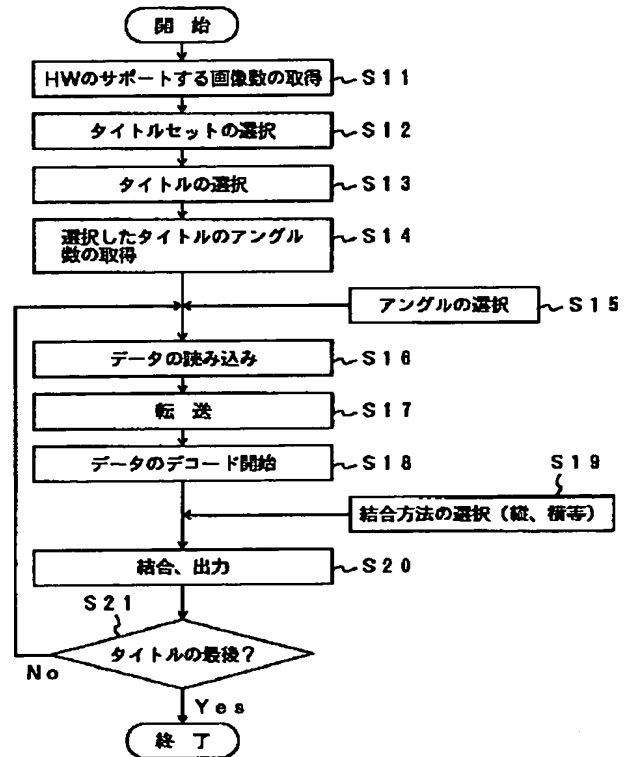 開 始
HWのサポートする画像数の取得 S11
タイトルセットの選択 S12
タイトルの選択 S13
選択したタイトルのアングル
数の取得 S14
アングルの選択 S15
データの読み込み S16
転 送 S17
データのデコード開始 S18
S19
結合方法の選択（縦、横等）
結合、出力 S20
S21
タイトルの最後？
No
Yes
終 了